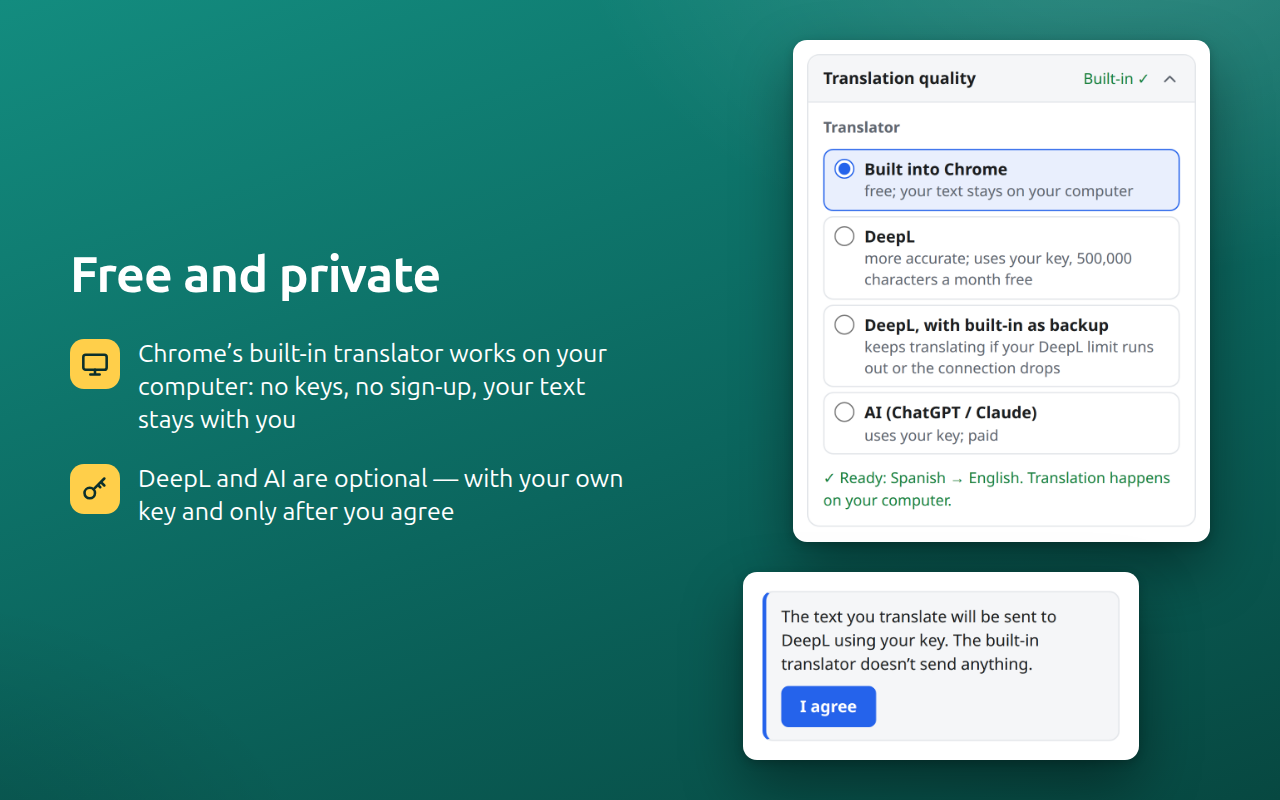 Free and private
Chrome’s built-in translator works on your
computer: no keys, no sign-up, your text
stays with you
DeepL and AI are optional — with your own
key and only after you agree
Translation quality
Built-in ✓
Translator
Built into Chrome
free; your text stays on your computer
DeepL
more accurate; uses your key, 500,000
characters a month free
DeepL, with built-in as backup
keeps translating if your DeepL limit runs
out or the connection drops
AI (ChatGPT / Claude)
uses your key; paid
✓ Ready: Spanish → English. Translation happens
on your computer.
The text you translate will be sent to
DeepL using your key. The built-in
translator doesn’t send anything.
I agree